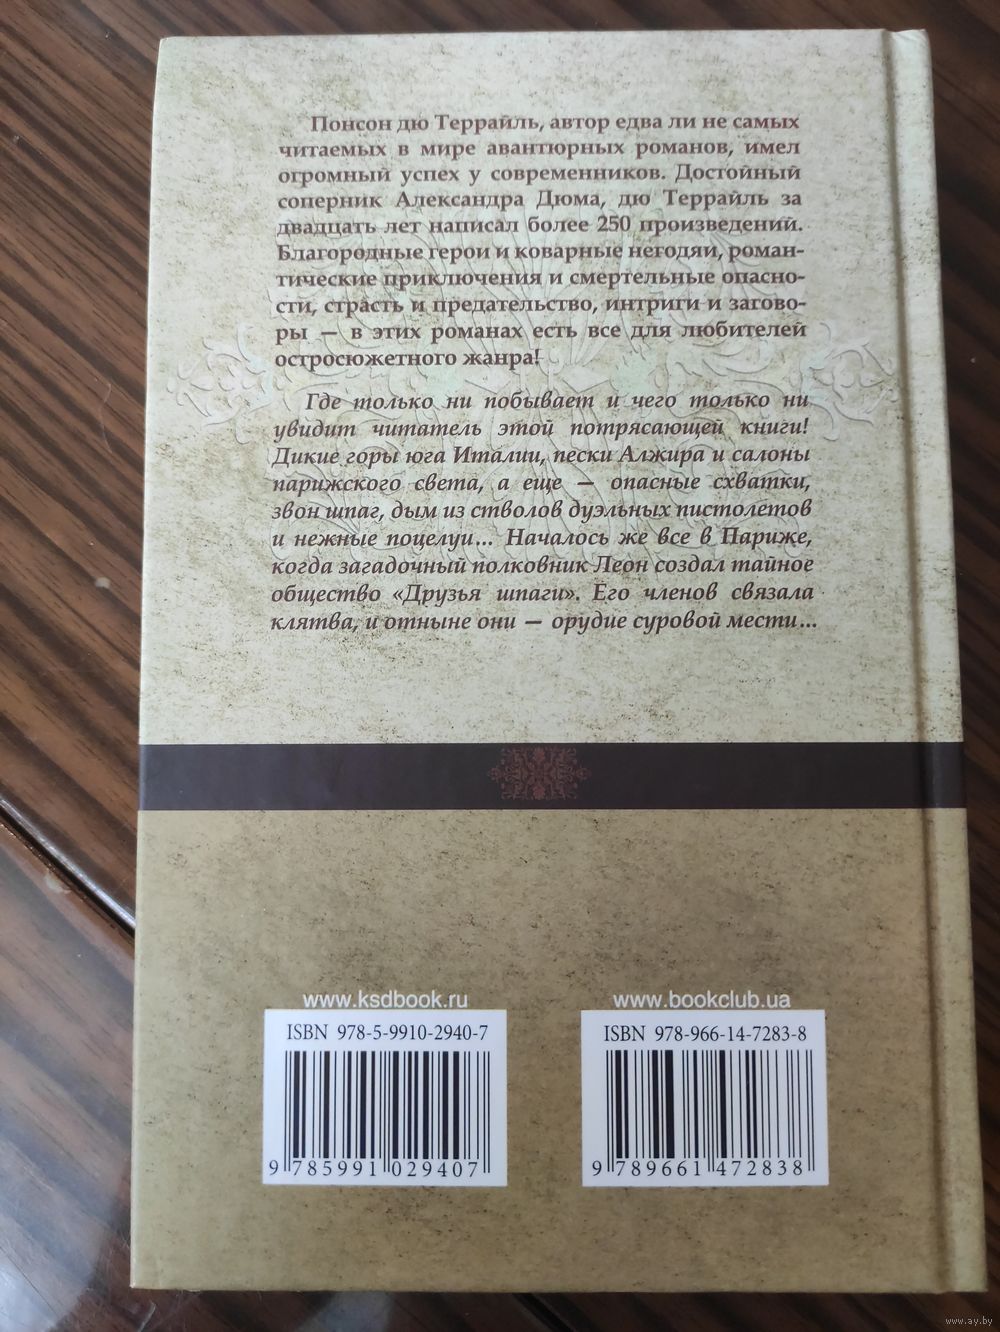 Понсон дю Террайль, автор едва ли не самых
читаемых в мире авантюрных романов, имел
огромный успех у современников. Достойный
соперник Александра Дюма, дю Террайль за
двадцать лет написал более 250 произведений.
Благородные герои и коварные негодяи, роман-
тические приключения и смертельные опасно-
сти, страсть и предательство, интриги и загово-
ры — в этих романах есть все для любителей
остросюжетного жанра!
Где только ни побывает и чего только ни
увидит читатель этой потрясающей книги!
Дикие горы юга Италии, пески Алжира и салоны
парижского света, а еще — опасные схватки,
звон шпаг, дым из стволов дуэльных пистолетов
и нежные поцелуи... Началось же все в Париже,
когда загадочный полковник Леон создал тайное
общество «Друзья шпаги». Его членов связала
клятва, и отныне они — орудие суровой мести...
www.ksdbook.ru
ISBN 978-5-9910-2940-7
9 785991 029407
www.bookclub.ua
ISBN 978-966-14-7283-8
9 789661 472838
www.ay.by